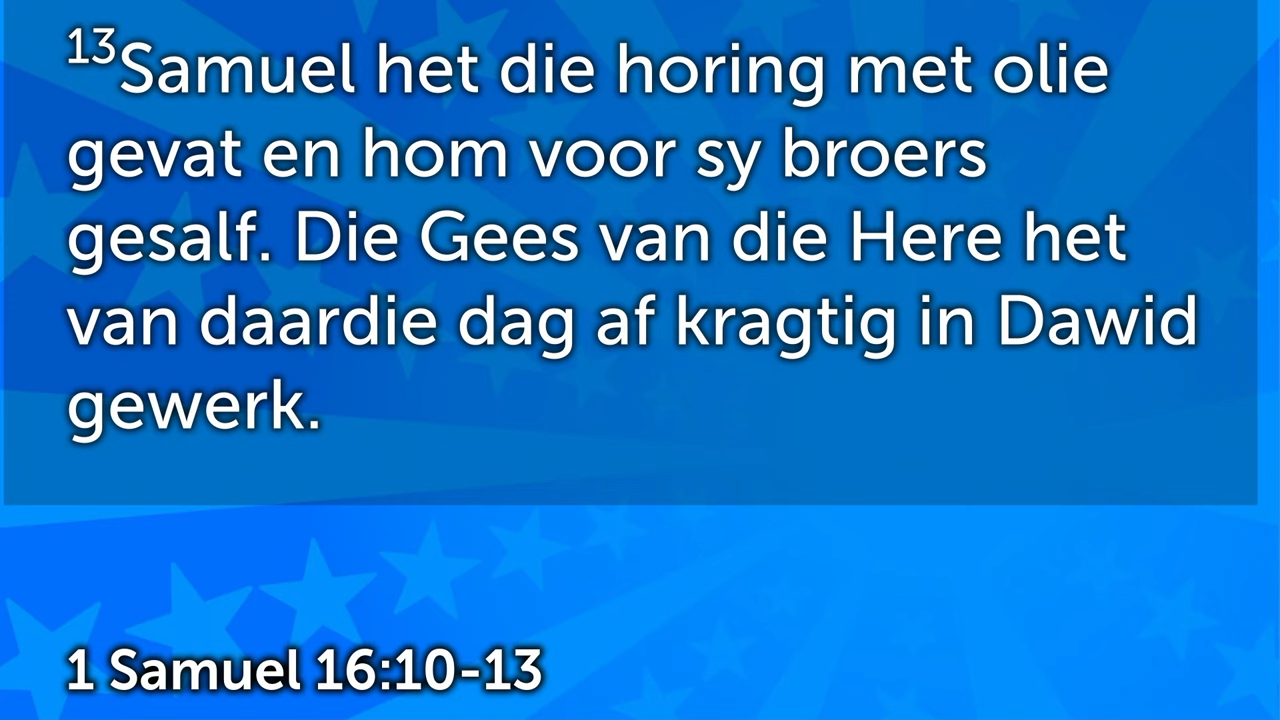 ¹³Samuel het die horing met olie
gevat en hom voor sy broers
gesalf. Die Gees van die Here het
van daardie dag af kragtig in Dawid
gewerk.
1 Samuel 16:10-13